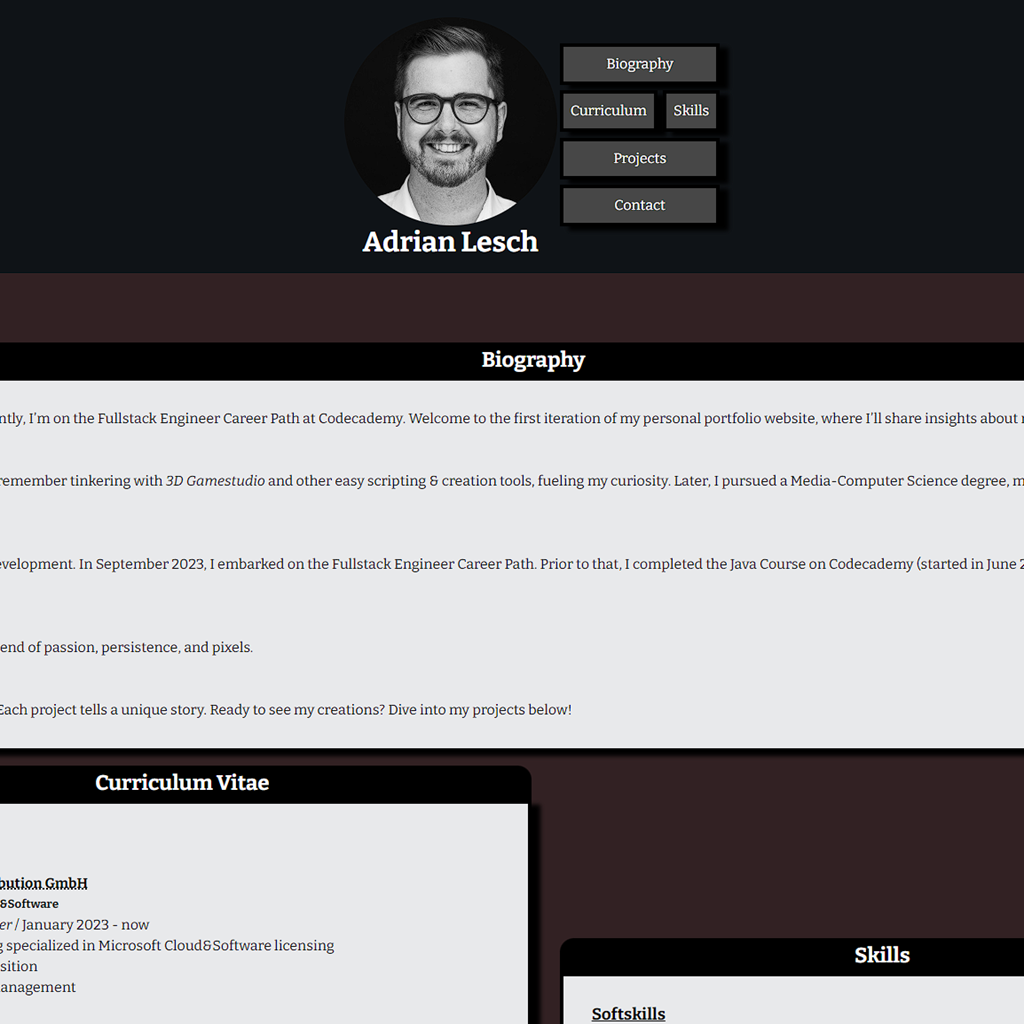 Biography
Curriculum Skills
Projects
Contact
Adrian Lesch
Biography
ntly, I'm on the Fullstack Engineer Career Path at Codecademy. Welcome to the first iteration of my personal portfolio website, where I'll share insights about
remember tinkering with 3D Gamestudio and other easy scripting & creation tools, fueling my curiosity. Later, I pursued a Media-Computer Science degree, m
evelopment. In September 2023, I embarked on the Fullstack Engineer Career Path. Prior to that, I completed the Java Course on Codecademy (started in June 2
end of passion, persistence, and pixels.
Each project tells a unique story. Ready to see my creations? Dive into my projects below!
Curriculum Vitae
bution GmbH
&Software
er / January 2023 - now
g specialized in Microsoft Cloud&Software licensing
sition
anagement
Skills
Softskills